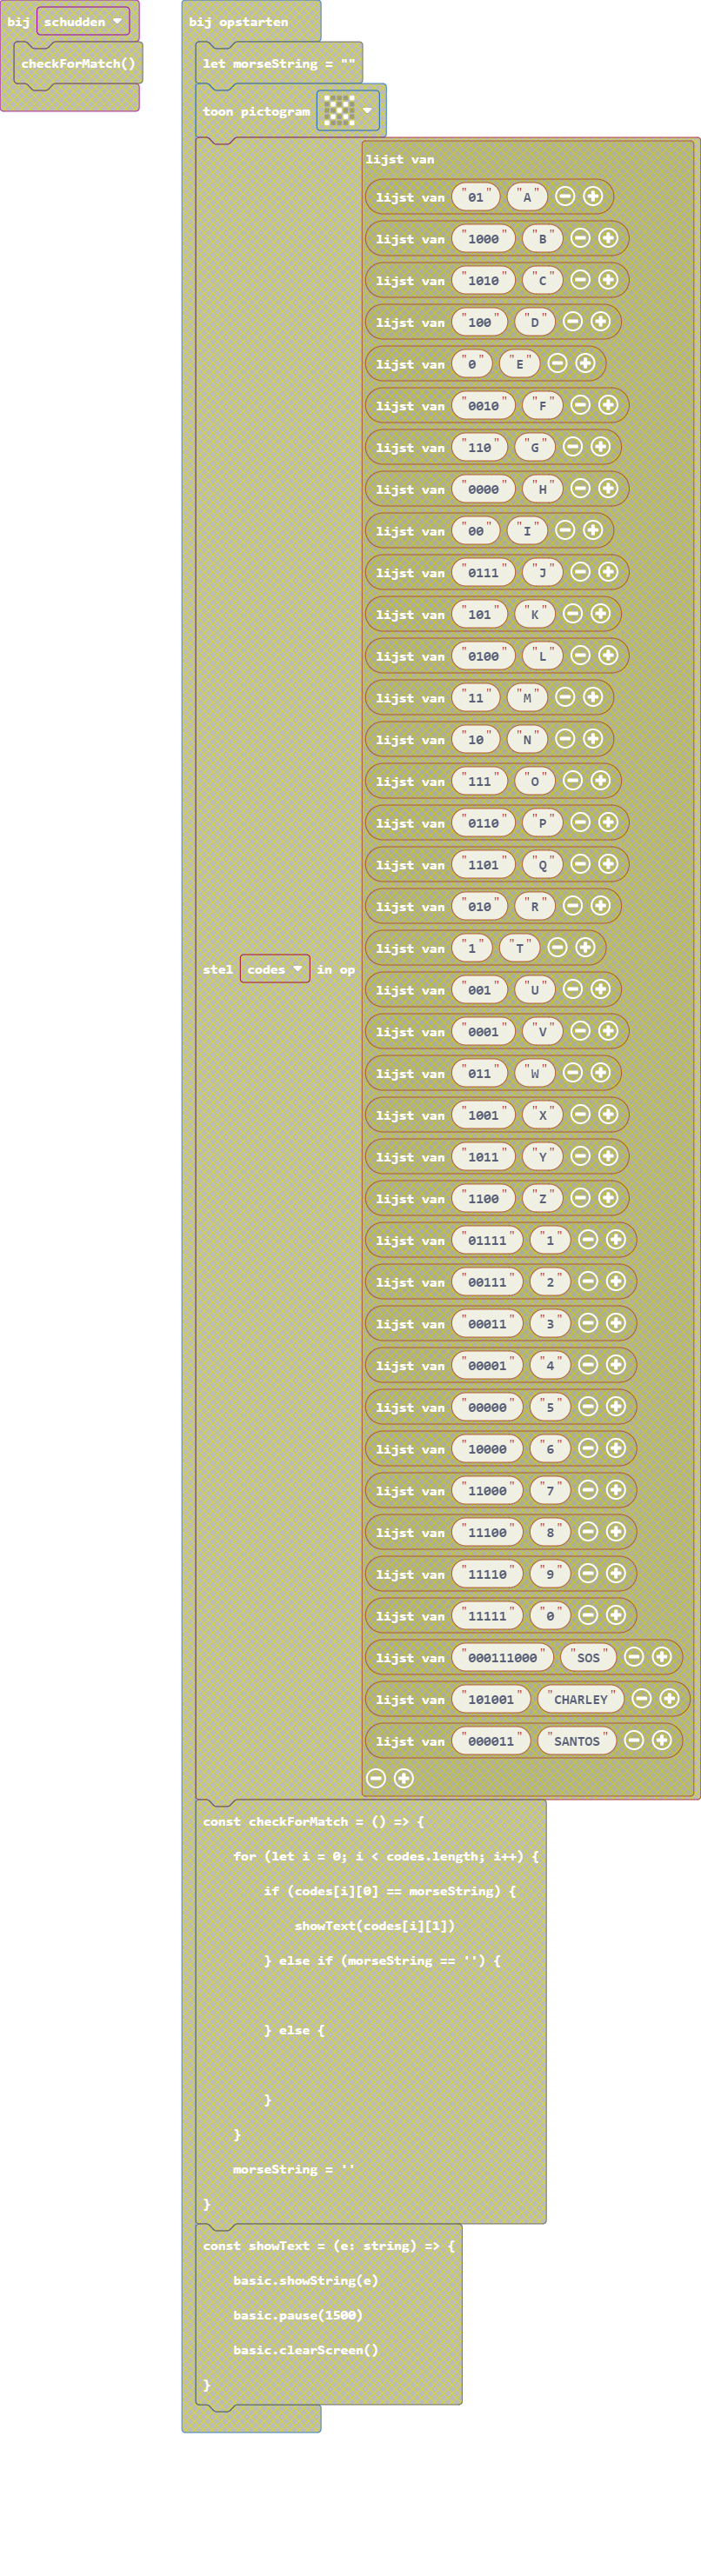 bij schudden
checkForMatch()
bij opstarten
let morseString = ""
toon pictogram
stel codes in op
lijst van
lijst van "01" "A"
lijst van "1000" "B"
lijst van "1010" "C"
lijst van "100" "D"
lijst van "0" "E"
lijst van "0010" "F"
lijst van "110" "G"
lijst van "0000" "H"
lijst van "00" "I"
lijst van "0111" "J"
lijst van "101" "K"
lijst van "0100" "L"
lijst van "11" "M"
lijst van "10" "N"
lijst van "111" "O"
lijst van "0110" "P"
lijst van "1101" "Q"
lijst van "010" "R"
lijst van "1" "T"
lijst van "001" "U"
lijst van "0001" "V"
lijst van "011" "W"
lijst van "1001" "X"
lijst van "1011" "Y"
lijst van "1100" "Z"
lijst van "01111" "1"
lijst van "00111" "2"
lijst van "00011" "3"
lijst van "00001" "4"
lijst van "00000" "5"
lijst van "10000" "6"
lijst van "11000" "7"
lijst van "11100" "8"
lijst van "11110" "9"
lijst van "11111" "0"
lijst van "000111000" "SOS"
lijst van "101001" "CHARLEY"
lijst van "000011" "SANTOS"
const checkForMatch = () => {
for (let i = 0; i < codes.length; i++) {
if (codes[i][0] == morseString) {
showText(codes[i][1])
} else if (morseString == '') {
} else {
}
}
morseString = ''
}
const showText = (e: string) => {
basic.showString(e)
basic.pause(1500)
basic.clearScreen()
}